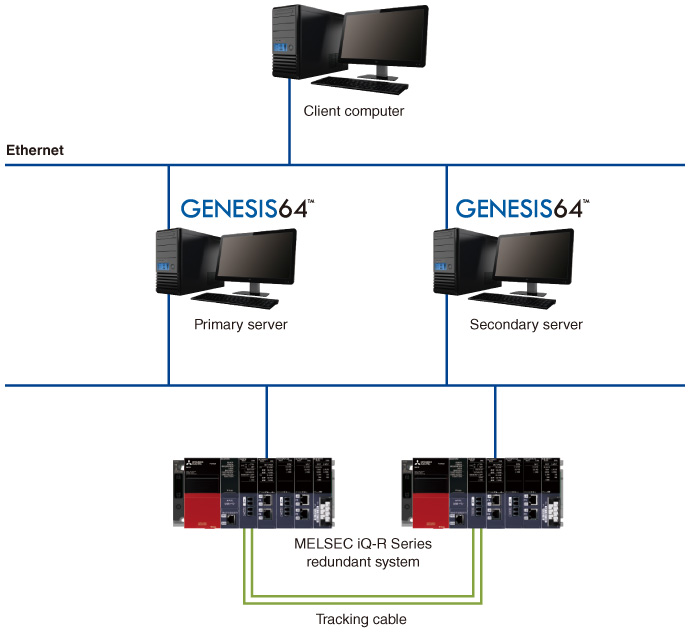 Client computer
Ethernet
GENESIS64™
GENESIS64™
Primary server
Secondary server
MELSEC iQ-R Series
redundant system
Tracking cable